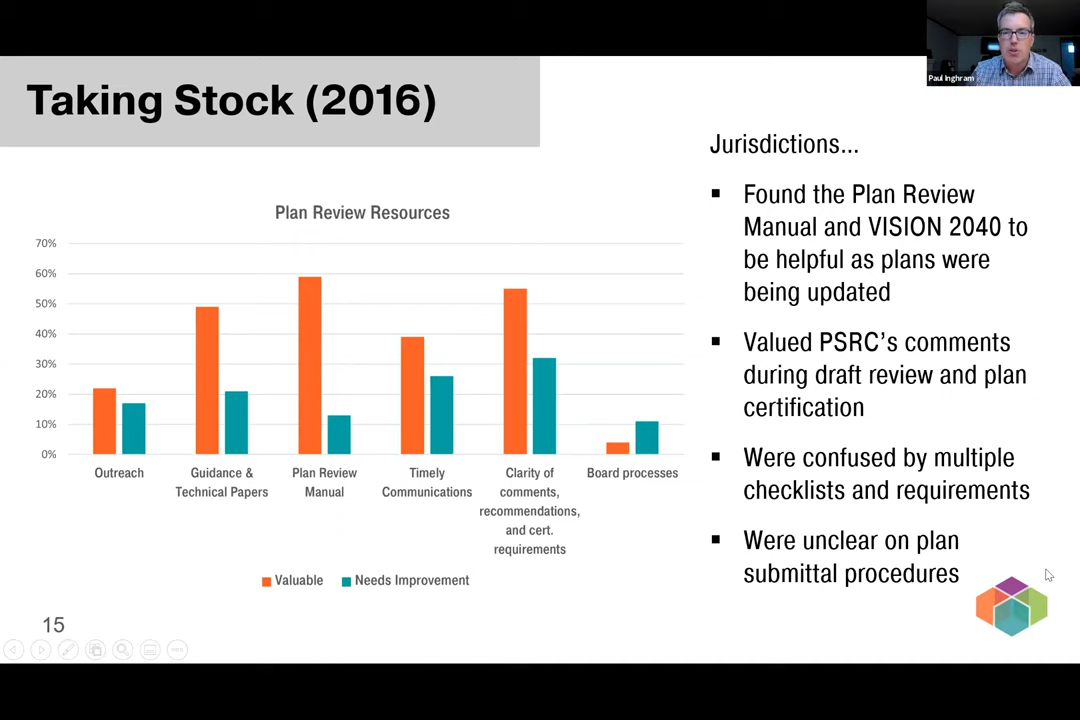 Paul Inghram
Taking Stock (2016)
Plan Review Resources
70%
60%
50%
40%
30%
20%
10%
0%
Outreach
Guidance &
Technical Papers
Plan Review
Manual
Timely
Communications
Clarity of
comments,
recommendations,
and cert.
requirements
Board processes
Valuable
Needs Improvement
Jurisdictions...
▪ Found the Plan Review
Manual and VISION 2040 to
be helpful as plans were
being updated
▪ Valued PSRC’s comments
during draft review and plan
certification
▪ Were confused by multiple
checklists and requirements
▪ Were unclear on plan
submittal procedures
15